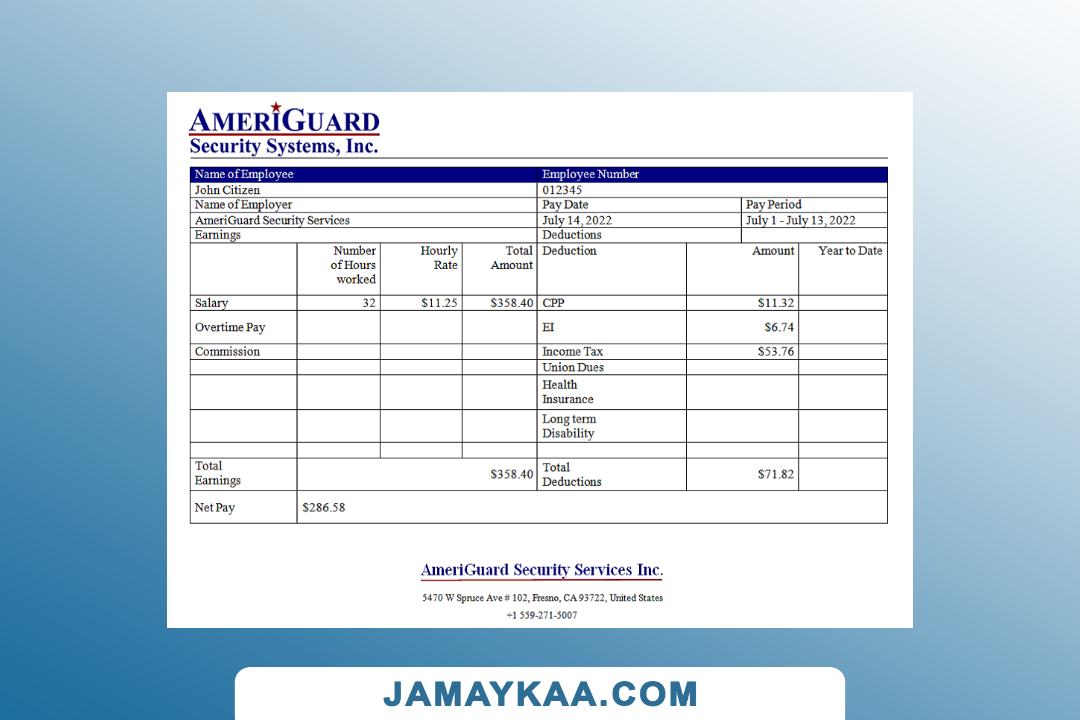 AMERIGUARD
Security Systems, Inc.
Name of Employee Employee Number
John Citizen 012345
Name of Employer Pay Date Pay Period
AmeriGuard Security Services July 14, 2022 July 1 - July 13, 2022
Earnings Deductions
Number of Hours worked Hourly Rate Total Amount Deduction Amount Year to Date
Salary 32 $11.25 $358.40 CPP $11.32
Overtime Pay EI $6.74
Commission Income Tax $53.76
Union Dues
Health
Insurance
Long term
Disability
Total Earnings $358.40 Total Deductions $71.82
Net Pay $286.58
AmeriGuard Security Services Inc.
5470 W Spruce Ave # 102, Fresno, CA 93722, United States
+1 559-271-5007
JAMAYKAA.COM